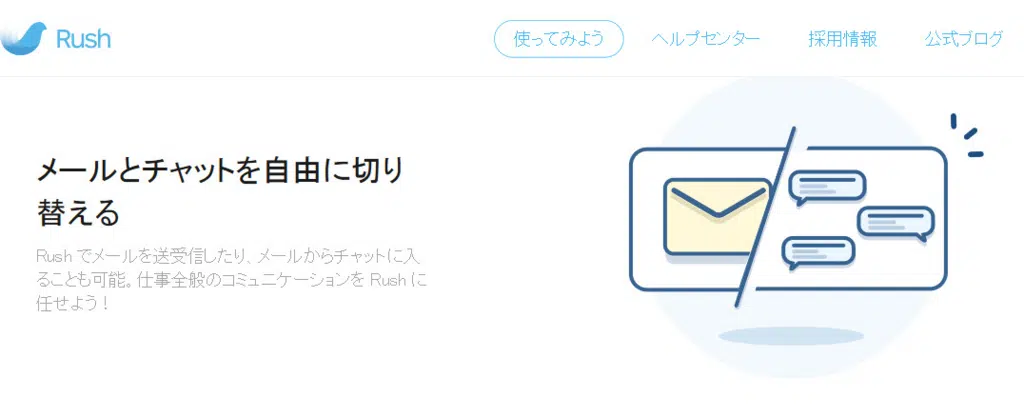 Rush
使ってみよう
ヘルプセンター
採用情報
公式ブログ
メールとチャットを自由に切り
替える
Rush でメールを送受信したり、メールからチャットに入
ることも可能。仕事全般のコミュニケーションを Rush に
任せよう！